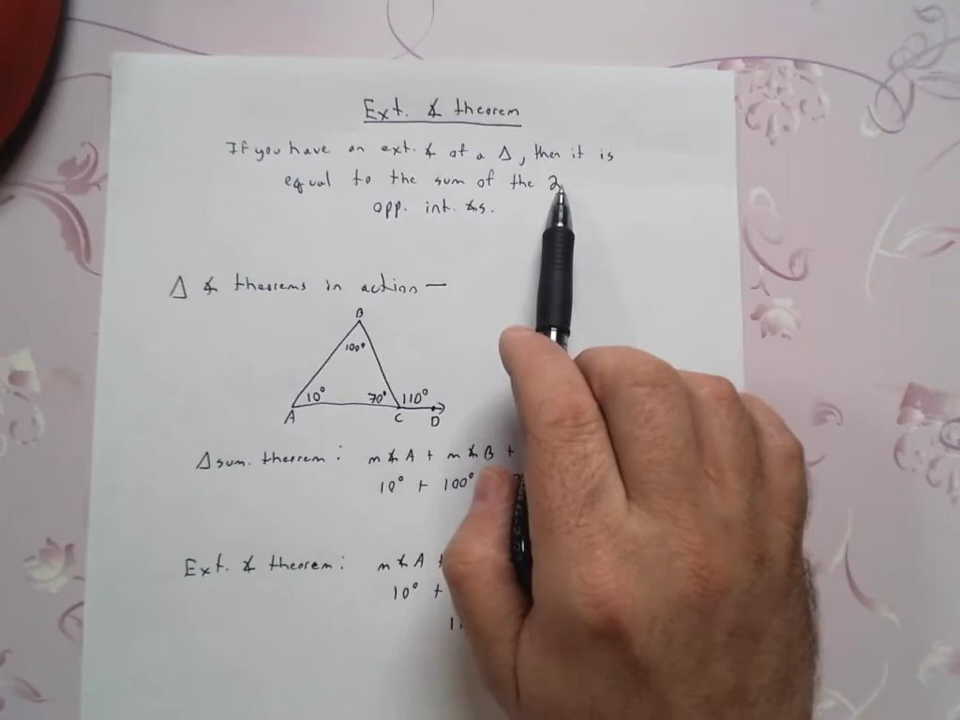 Ext. ∡ theorem
If you have an ext. ∡ of a Δ, then it is
equal to the sum of the 2
opp. int. ∡s.
Δ ∡ theorems in action —
B
100°
10° 70° 110°
A C D
Δ sum. theorem: m∡A + m∡B +
10° + 100°
Ext. ∡ theorem: m∡A +
10° +